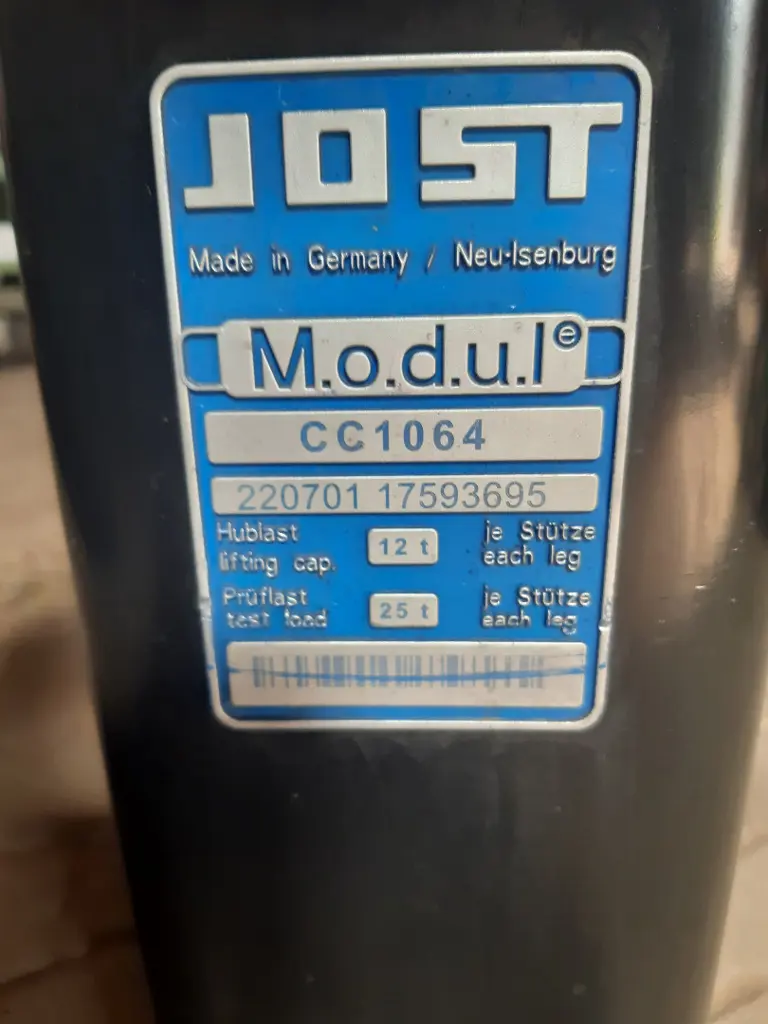 JOST
Made in Germany / Neu-Isenburg
M.o.d.u.l e
CC1064
220701 17593695
Hublast 12 t je Stütze
lifting cap. each leg
Prüflast 25 t je Stütze
test load each leg